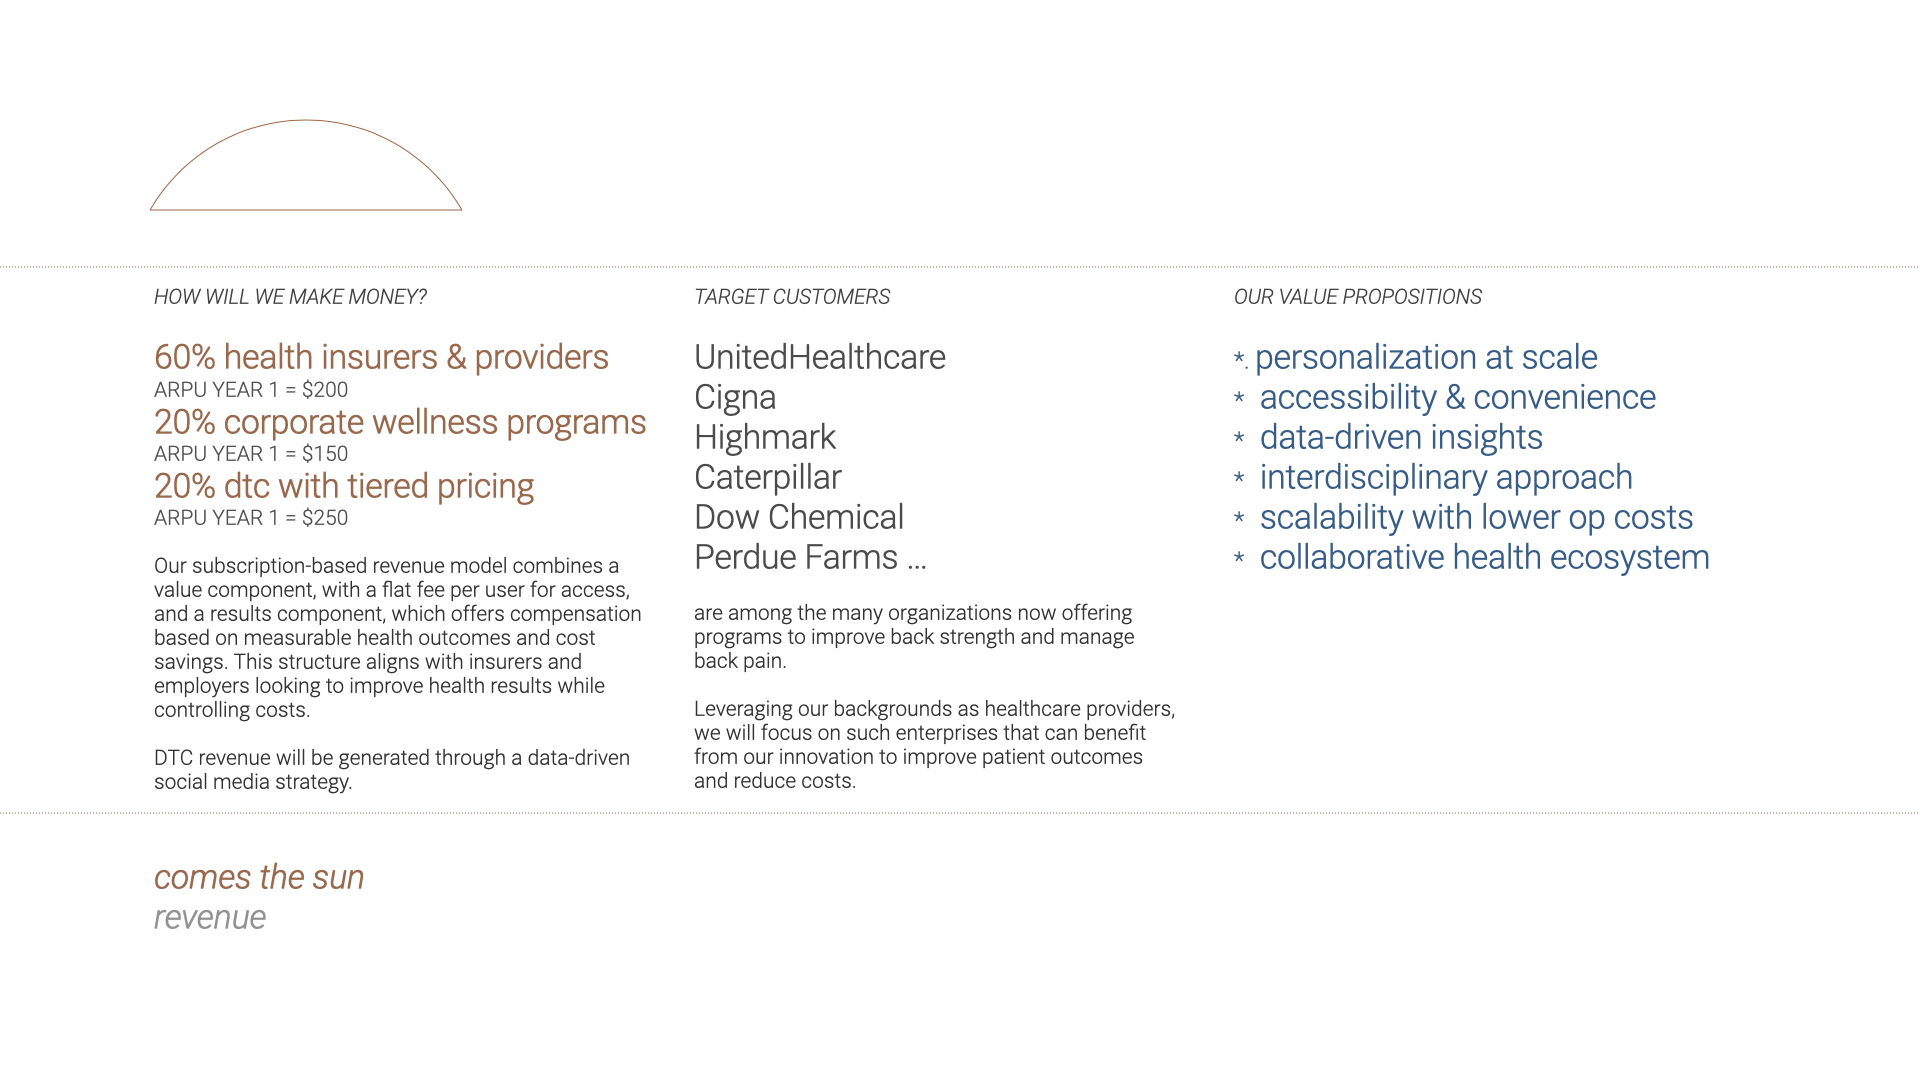 HOW WILL WE MAKE MONEY?
60% health insurers & providers
ARPU YEAR 1 = $200
20% corporate wellness programs
ARPU YEAR 1 = $150
20% dtc with tiered pricing
ARPU YEAR 1 = $250
Our subscription-based revenue model combines a
value component, with a flat fee per user for access,
and a results component, which offers compensation
based on measurable health outcomes and cost
savings. This structure aligns with insurers and
employers looking to improve health results while
controlling costs.
DTC revenue will be generated through a data-driven
social media strategy.
TARGET CUSTOMERS
UnitedHealthcare
Cigna
Highmark
Caterpillar
Dow Chemical
Perdue Farms ...
are among the many organizations now offering
programs to improve back strength and manage
back pain.
Leveraging our backgrounds as healthcare providers,
we will focus on such enterprises that can benefit
from our innovation to improve patient outcomes
and reduce costs.
OUR VALUE PROPOSITIONS
*. personalization at scale
* accessibility & convenience
* data-driven insights
* interdisciplinary approach
* scalability with lower op costs
* collaborative health ecosystem
comes the sun
revenue